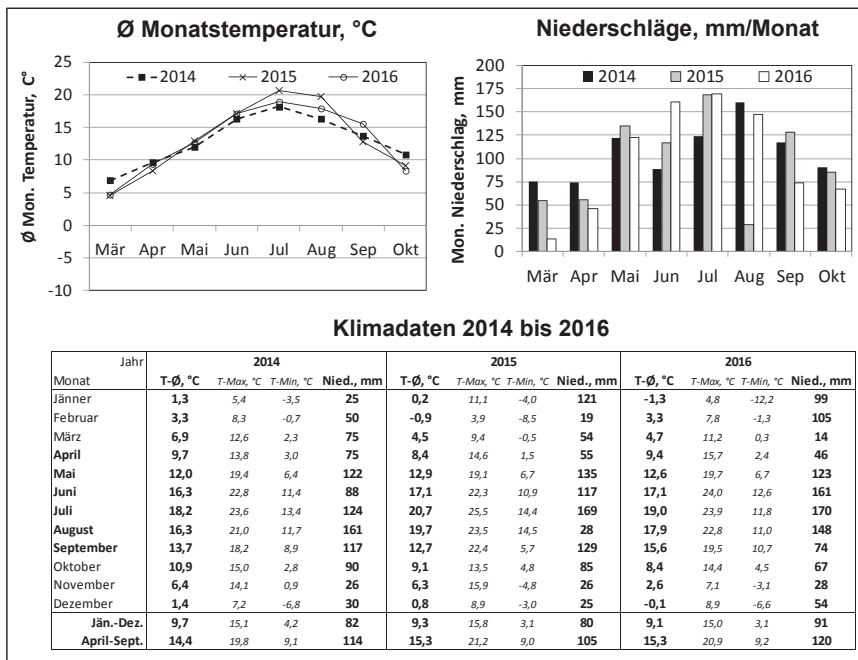 Ø Monatstemperatur, °C
Ø Mon. Temperatur, C°
25
20
15
10
5
0
-5
-10
2014 2015 2016
Mär Apr Mai Jun Jul Aug Sep Okt
Niederschläge, mm/Monat
Mon. Niederschlag, mm
200
175
150
125
100
75
50
25
0
2014 2015 2016
Mär Apr Mai Jun Jul Aug Sep Okt
Klimadaten 2014 bis 2016
Jahr 2014 2015 2016
Monat T-Ø, °C T-Max, °C T-Min, °C Nied., mm T-Ø, °C T-Max, °C T-Min, °C Nied., mm T-Ø, °C T-Max, °C T-Min, °C Nied., mm
Jänner 1,3 5,4 -3,5 25 0,2 11,1 -4,0 121 -1,3 4,8 -12,2 99
Februar 3,3 8,3 -0,7 50 -0,9 3,9 -8,5 19 3,3 7,8 -1,3 105
März 6,9 12,6 2,3 75 4,5 9,4 -0,5 54 4,7 11,2 0,3 14
April 9,7 13,8 3,0 75 8,4 14,6 1,5 55 9,4 15,7 2,4 46
Mai 12,0 19,4 6,4 122 12,9 19,1 6,7 135 12,6 19,7 6,7 123
Juni 16,3 22,8 11,4 88 17,1 22,3 10,9 117 17,1 24,0 12,6 161
Juli 18,2 23,6 13,4 124 20,7 25,5 14,4 169 19,0 23,9 11,8 170
August 16,3 21,0 11,7 161 19,7 23,5 14,5 28 17,9 22,8 11,0 148
September 13,7 18,2 8,9 117 12,7 22,4 5,7 129 15,6 19,5 10,7 74
Oktober 10,9 15,0 2,8 90 9,1 13,5 4,8 85 8,4 14,4 4,5 67
November 6,4 14,1 0,9 26 6,3 15,9 -4,8 26 2,6 7,1 -3,1 28
Dezember 1,4 7,2 -6,8 30 0,8 8,9 -3,0 25 -0,1 8,9 -6,6 54
Jän.-Dez. 9,7 15,1 4,2 82 9,3 15,8 3,1 80 9,1 15,0 3,1 91
April-Sept. 14,4 19,8 9,1 114 15,3 21,2 9,0 105 15,3 20,9 9,2 120